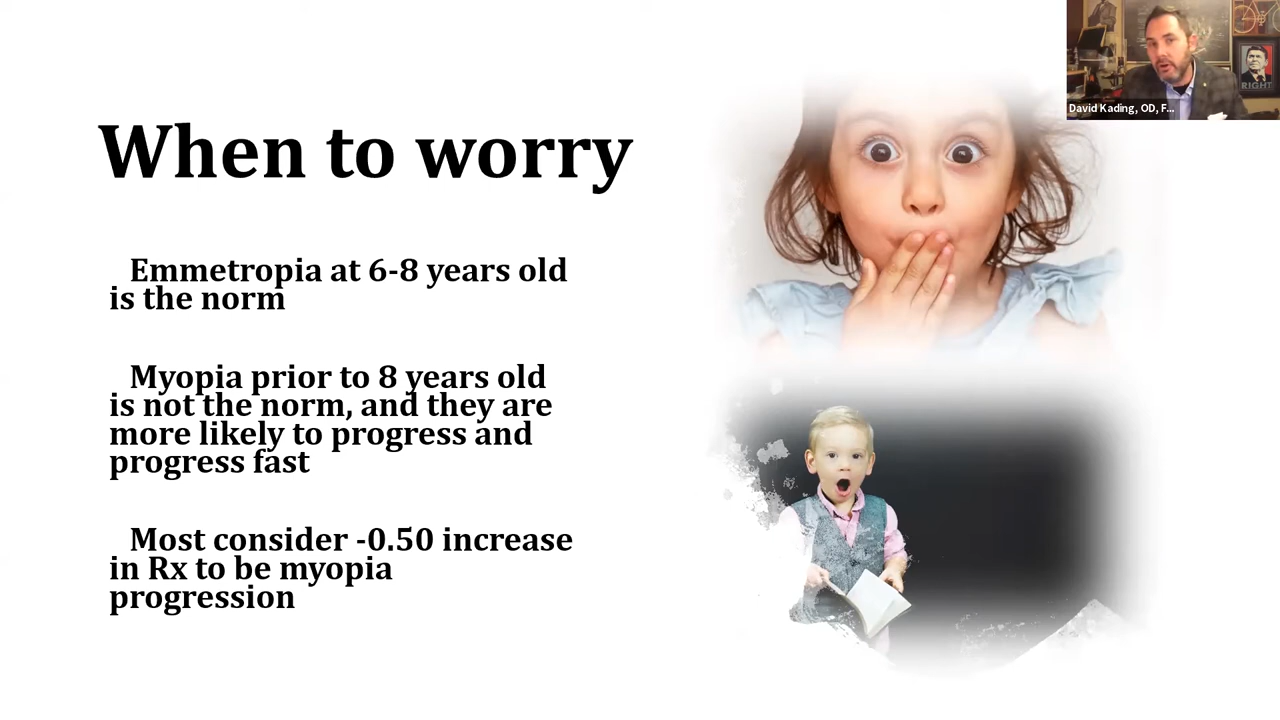 When to worry
Emmetropia at 6-8 years old
is the norm
Myopia prior to 8 years old
is not the norm, and they are
more likely to progress and
progress fast
Most consider -0.50 increase
in Rx to be myopia
progression
David Kading, OD, F...
RIGHT